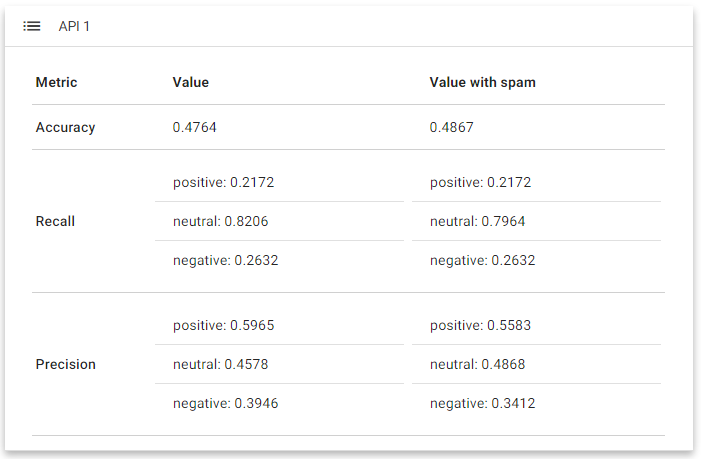 API 1
Metric Value Value with spam
Accuracy 0.4764 0.4867
positive: 0.2172 positive: 0.2172
Recall neutral: 0.8206 neutral: 0.7964
negative: 0.2632 negative: 0.2632
positive: 0.5965 positive: 0.5583
Precision neutral: 0.4578 neutral: 0.4868
negative: 0.3946 negative: 0.3412